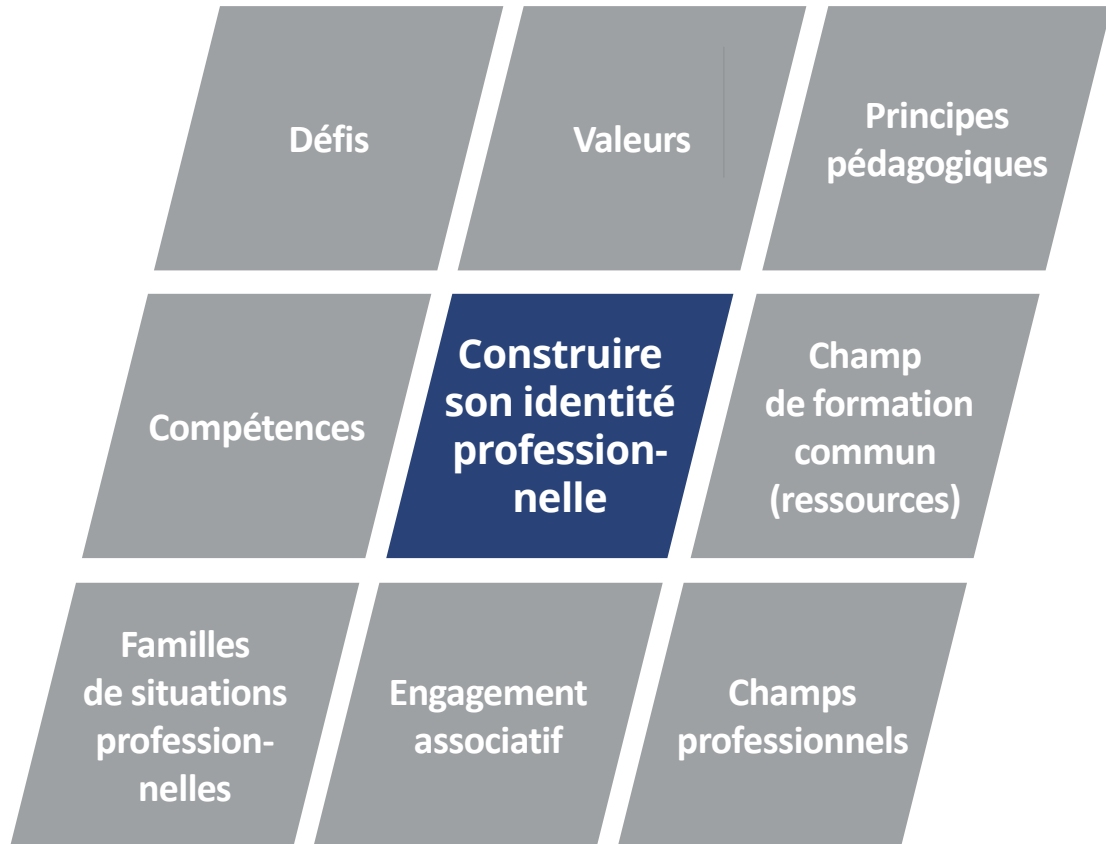 Défis
Valeurs
Principes
pédagogiques
Compétences
Construire
son identité
profession-
nelle
Champ
de formation
commun
(ressources)
Familles
de situations
profession-
nelles
Engagement
associatif
Champs
professionnels